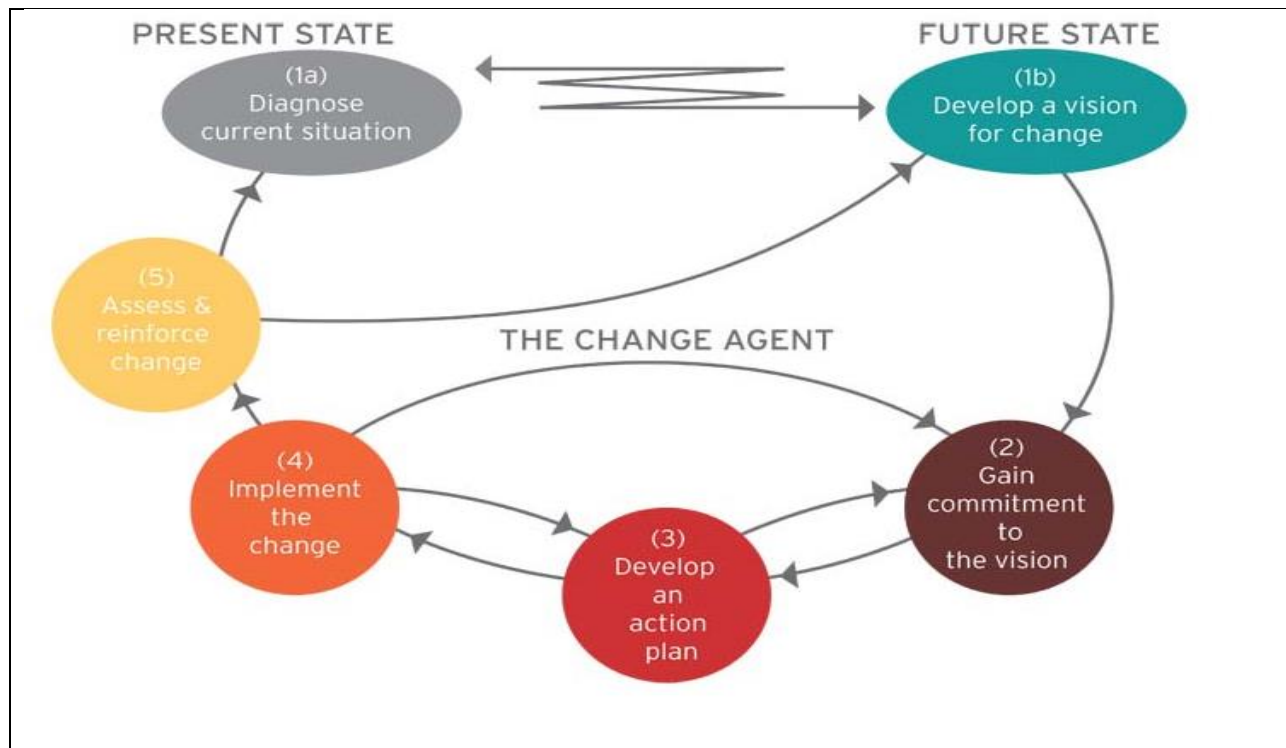 PRESENT STATE
FUTURE STATE
(1a)
Diagnose
current situation
(1b)
Develop a vision
for change
(5)
Assess &
reinforce
change
THE CHANGE AGENT
(4)
Implement
the
change
(3)
Develop
an
action
plan
(2)
Gain
commitment
to
the vision